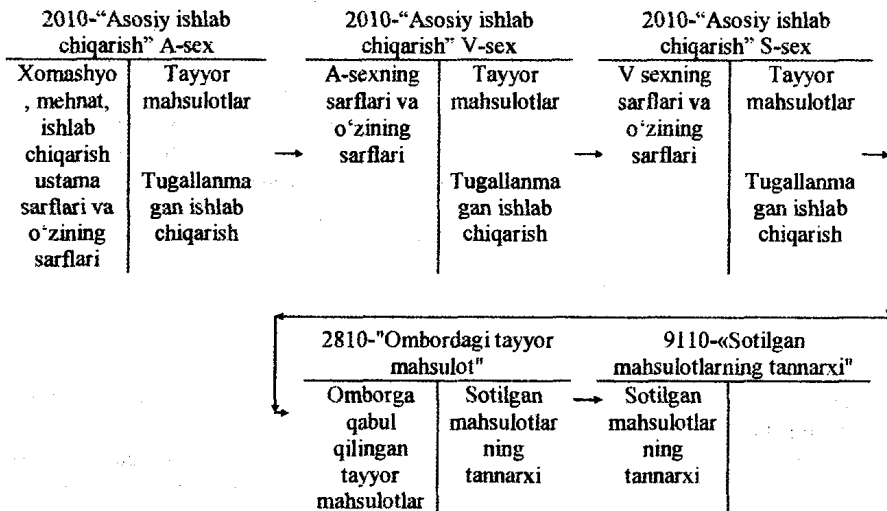 2010-“Asosiy ishlab
chiqarish” A-sex
Xomashyo
, mehnat,
ishlab
chiqarish
ustama
sarflari va
o‘zining
sarflari
Tayyor
mahsulotlar
Tugallanma
gan ishlab
chiqarish
2010-“Asosiy ishlab
chiqarish” V-sex
A-sexning
sarflari va
o‘zining
sarflari
Tayyor
mahsulotlar
Tugallanma
gan ishlab
chiqarish
2010-“Asosiy ishlab
chiqarish” S-sex
V sexning
sarflari va
o‘zining
sarflari
Tayyor
mahsulotlar
Tugallanma
gan ishlab
chiqarish
2810-"Ombordagi tayyor
mahsulot"
Omborga
qabul
qilingan
tayyor
mahsulotlar
Sotilgan
mahsulotlar
ning
tannarxi
9110-«Sotilgan
mahsulotlarning tannarxi"
Sotilgan
mahsulotlar
ning
tannarxi